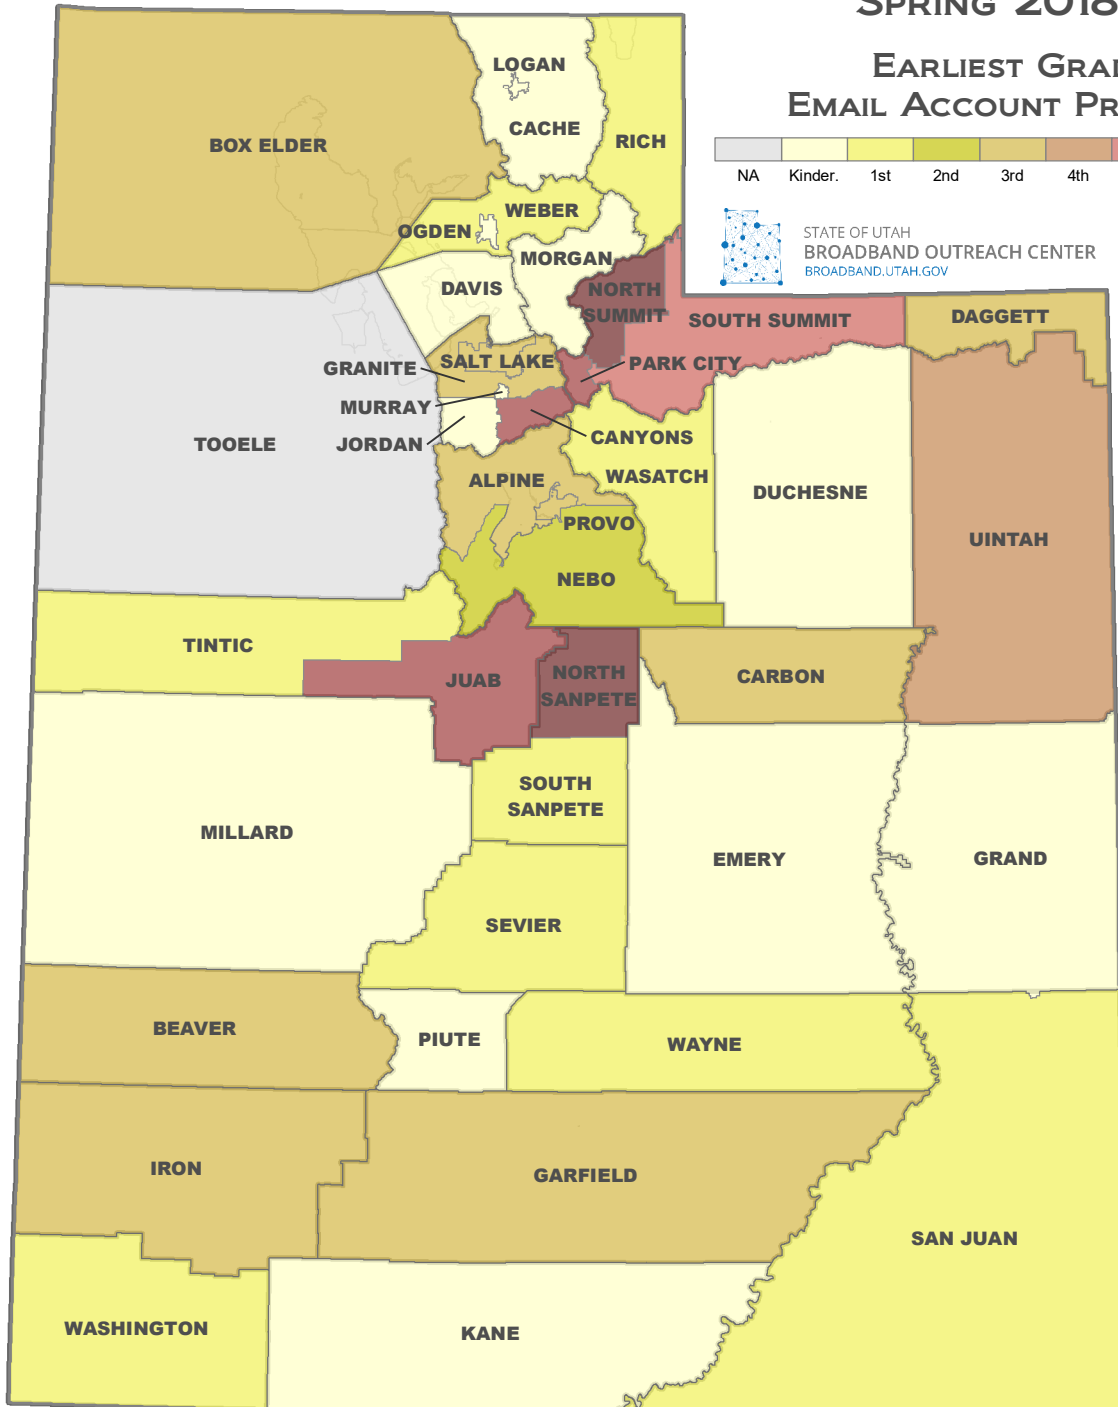 SPRING 2018
EARLIEST GRA
EMAIL ACCOUNT PR
NA Kinder. 1st 2nd 3rd 4th
STATE OF UTAH
BROADBAND OUTREACH CENTER
BROADBAND.UTAH.GOV
LOGAN
CACHE
RICH
BOX ELDER
WEBER
OGDEN
MORGAN
DAVIS
NORTH
SUMMIT
SOUTH SUMMIT
DAGGETT
SALT LAKE
GRANITE
PARK CITY
MURRAY
JORDAN
CANYONS
TOOELE
ALPINE
WASATCH
DUCHESNE
PROVO
UINTAH
NEBO
TINTIC
JUAB
NORTH
SANPETE
CARBON
SOUTH
SANPETE
MILLARD
EMERY
GRAND
SEVIER
BEAVER
PIUTE
WAYNE
IRON
GARFIELD
SAN JUAN
WASHINGTON
KANE